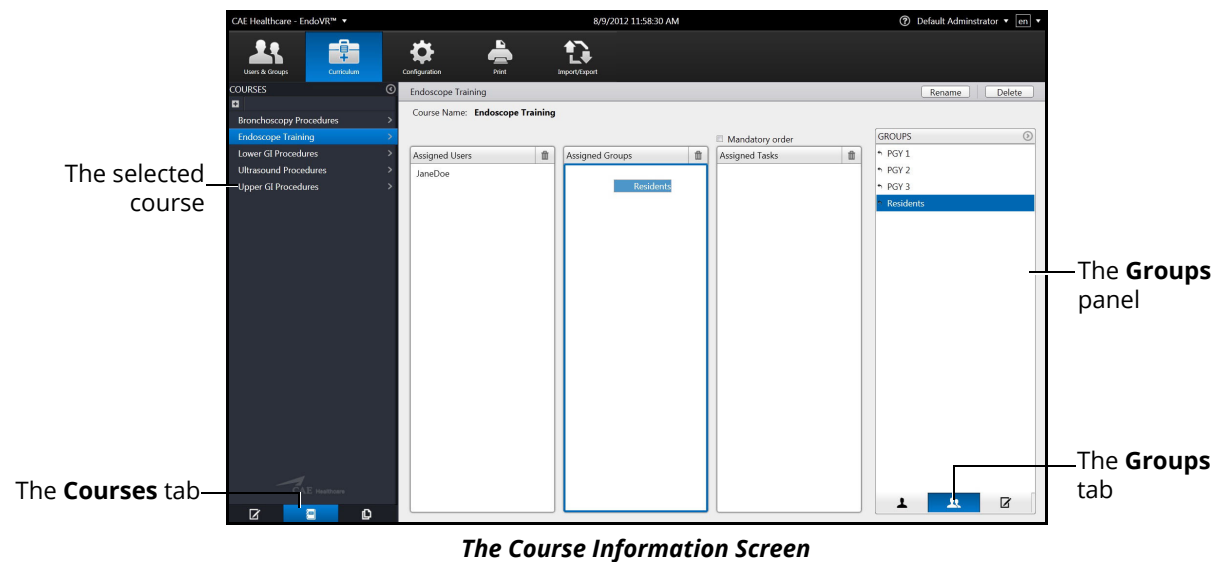 CAE Healthcare - EndoVR™ ▾
8/9/2012 11:58:30 AM
? Default Adminstrator ▾ en ▾
Users & Groups
Curriculum
Configuration
Print
Import/Export
COURSES
Bronchoscopy Procedures
Endoscope Training
Lower GI Procedures
Ultrasound Procedures
Upper GI Procedures
Endoscope Training
Rename
Delete
Course Name: Endoscope Training
Mandatory order
Assigned Users
JaneDoe
Assigned Groups
Residents
Assigned Tasks
GROUPS
PGY 1
PGY 2
PGY 3
Residents
CAE Healthcare
The selected
course
The Courses tab
The Groups
panel
The Groups
tab
The Course Information Screen